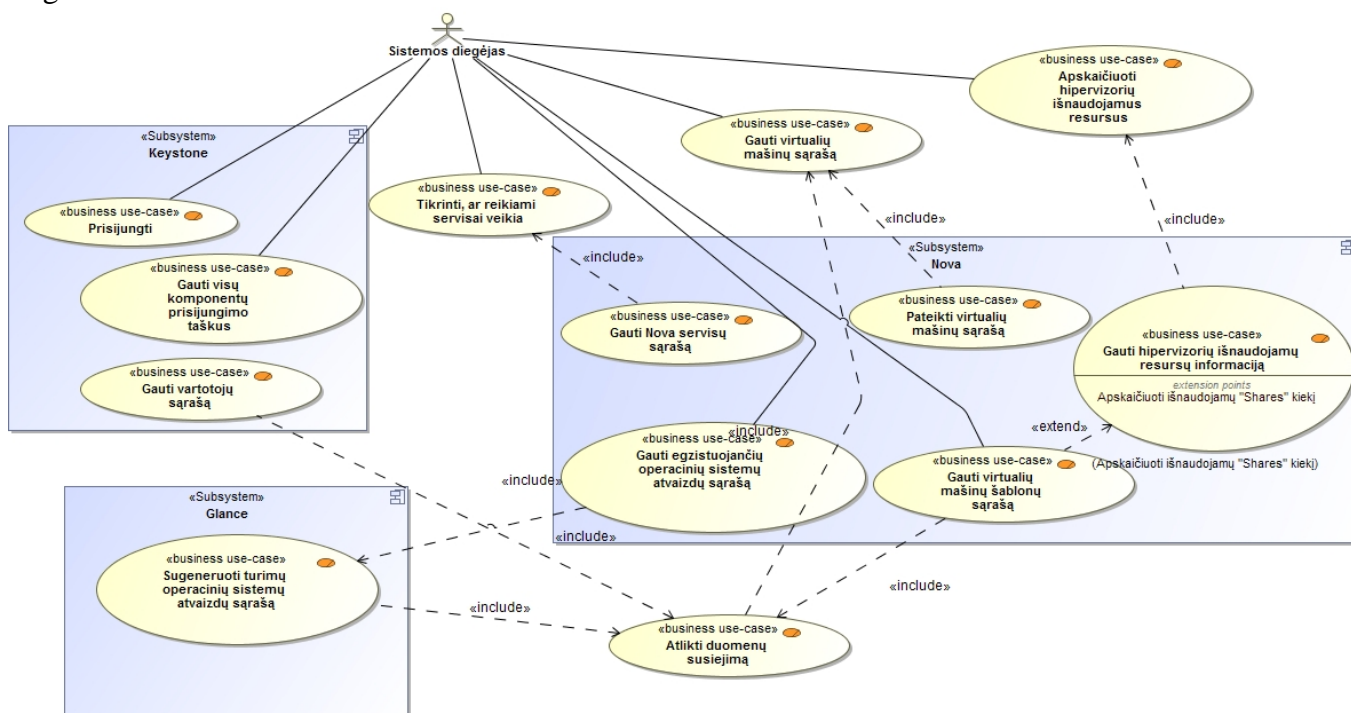 Sistemos diegėjas
«business use-case»
Apskaičiuoti
hipervizorių
išnaudojamus
resursus
«business use-case»
Gauti virtualių
mašinų sąrašą
«Subsystem»
Keystone
«business use-case»
Tikrinti, ar reikiami
servisai veikia
«business use-case»
Prisijungti
«include»
«Subsystem»
Nova
«include»
«business use-case»
Gauti visų
komponentų
prisijungimo
taškus
«business use-case»
Pateikti virtualių
mašinų sąrašą
«business use-case»
Gauti Nova servisų
sąrašą
«business use-case»
Gauti hipervizorių išnaudojamų
resursų informaciją
extension points
Apskaičiuoti išnaudojamų "Shares" kiekį
«business use-case»
Gauti vartotojų
sąrašą
«include»
«extend»
«business use-case»
Gauti egzistuojančių
operacinių sistemų
atvaizdų sąrašą
«business use-case»
Gauti virtualių
mašinų šablonų
sąrašą
(Apskaičiuoti išnaudojamų "Shares" kiekį)
«include»
«Subsystem»
Glance
«include»
«business use-case»
Sugeneruoti turimų
operacinių sistemų
atvaizdų sąrašą
«include»
«include»
«business use-case»
Atlikti duomenų
susiejimą